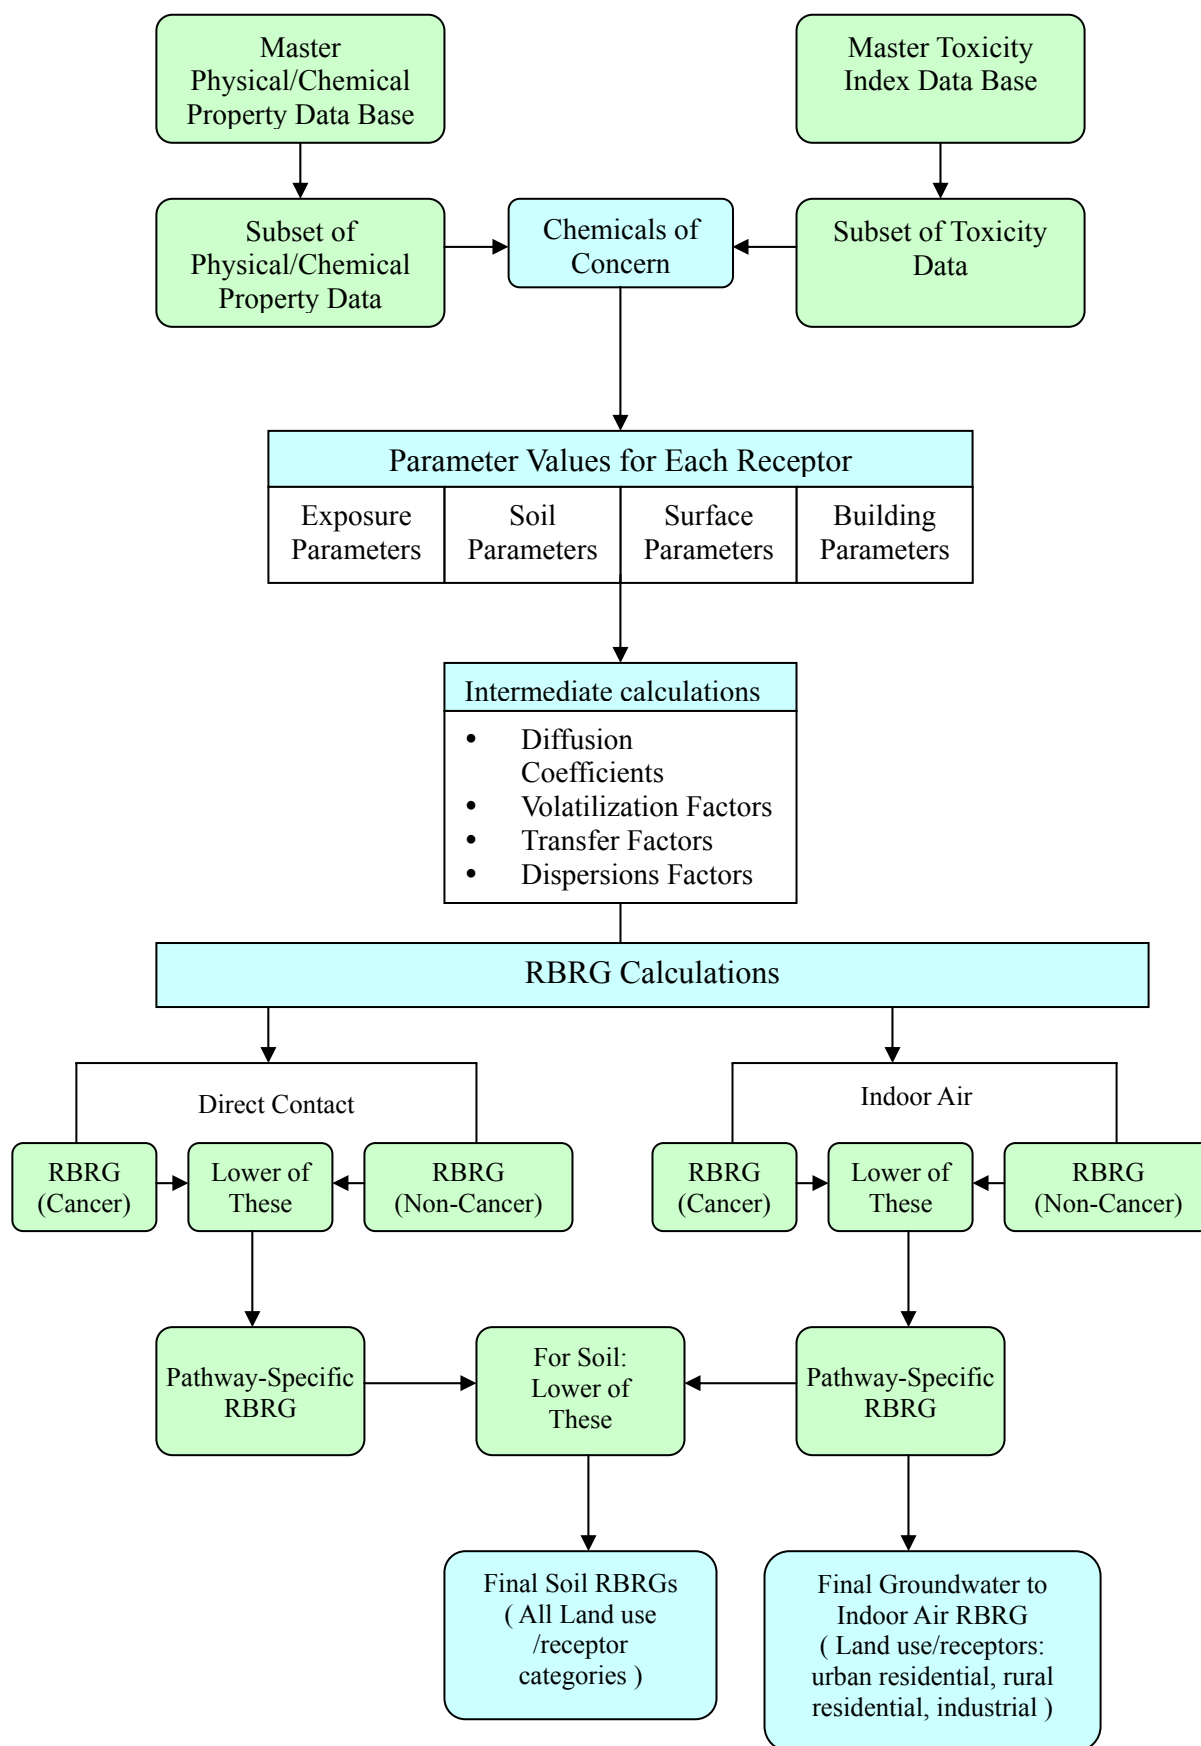 Master
Physical/Chemical
Property Data Base
Master Toxicity
Index Data Base
Subset of
Physical/Chemical
Property Data
Chemicals of
Concern
Subset of Toxicity
Data
Parameter Values for Each Receptor
Exposure
Parameters
Soil
Parameters
Surface
Parameters
Building
Parameters
Intermediate calculations
• Diffusion
Coefficients
• Volatilization Factors
• Transfer Factors
• Dispersions Factors
RBRG Calculations
Direct Contact
Indoor Air
RBRG
(Cancer)
Lower of
These
RBRG
(Non-Cancer)
RBRG
(Cancer)
Lower of
These
RBRG
(Non-Cancer)
Pathway-Specific
RBRG
For Soil:
Lower of
These
Pathway-Specific
RBRG
Final Soil RBRGs
( All Land use
/receptor
categories )
Final Groundwater to
Indoor Air RBRG
( Land use/receptors:
urban residential, rural
residential, industrial )